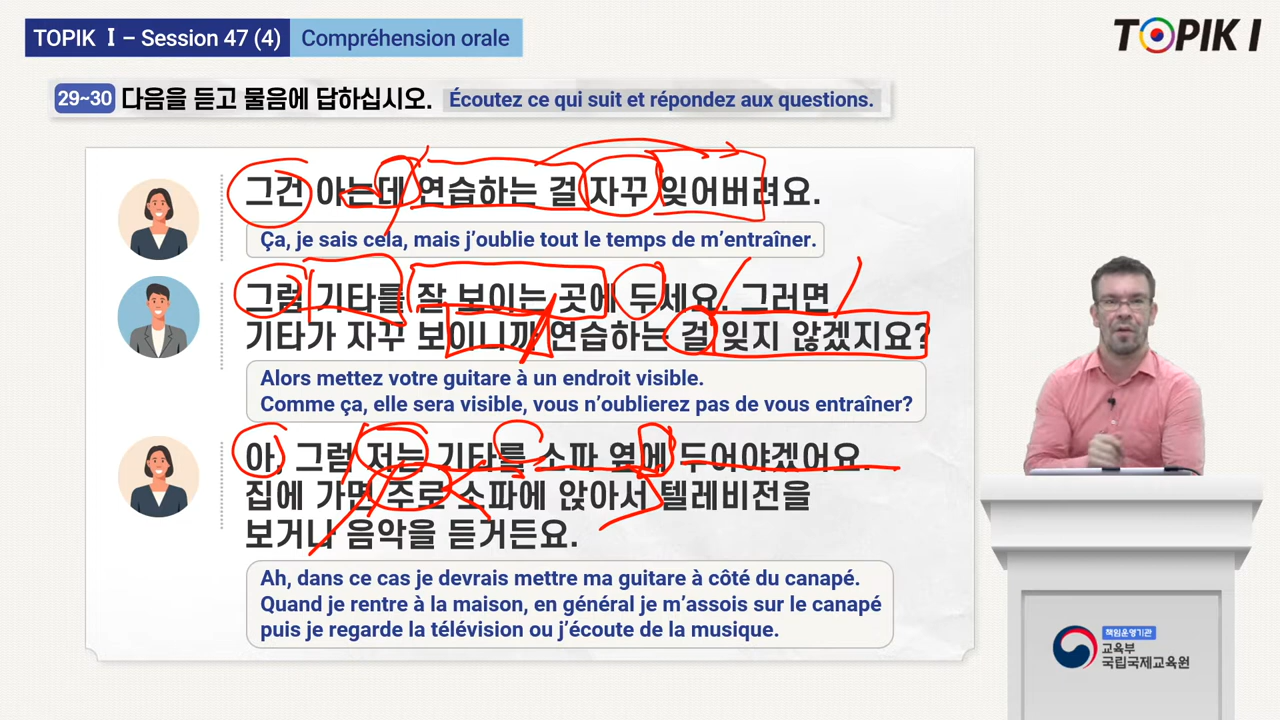 TOPIK I – Session 47 (4) Compréhension orale
TOPIK I
29~30 다음을 듣고 물음에 답하십시오. Écoutez ce qui suit et répondez aux questions.
그건 아는데 연습하는 걸 자꾸 잊어버려요.
Ça, je sais cela, mais j’oublie tout le temps de m’entraîner.
그럼 기타를 잘 보이는 곳에 두세요. 그러면
기타가 자꾸 보이니까 연습하는 걸 잊지 않겠지요?
Alors mettez votre guitare à un endroit visible.
Comme ça, elle sera visible, vous n’oublierez pas de vous entraîner?
아, 그럼 저는 기타를 소파 옆에 두어야겠어요.
집에 가면 주로 소파에 앉아서 텔레비전을
보거나 음악을 듣거든요.
Ah, dans ce cas je devrais mettre ma guitare à côté du canapé.
Quand je rentre à la maison, en général je m’assois sur le canapé
puis je regarde la télévision ou j’écoute de la musique.
책임운영기관
교육부
국립국제교육원